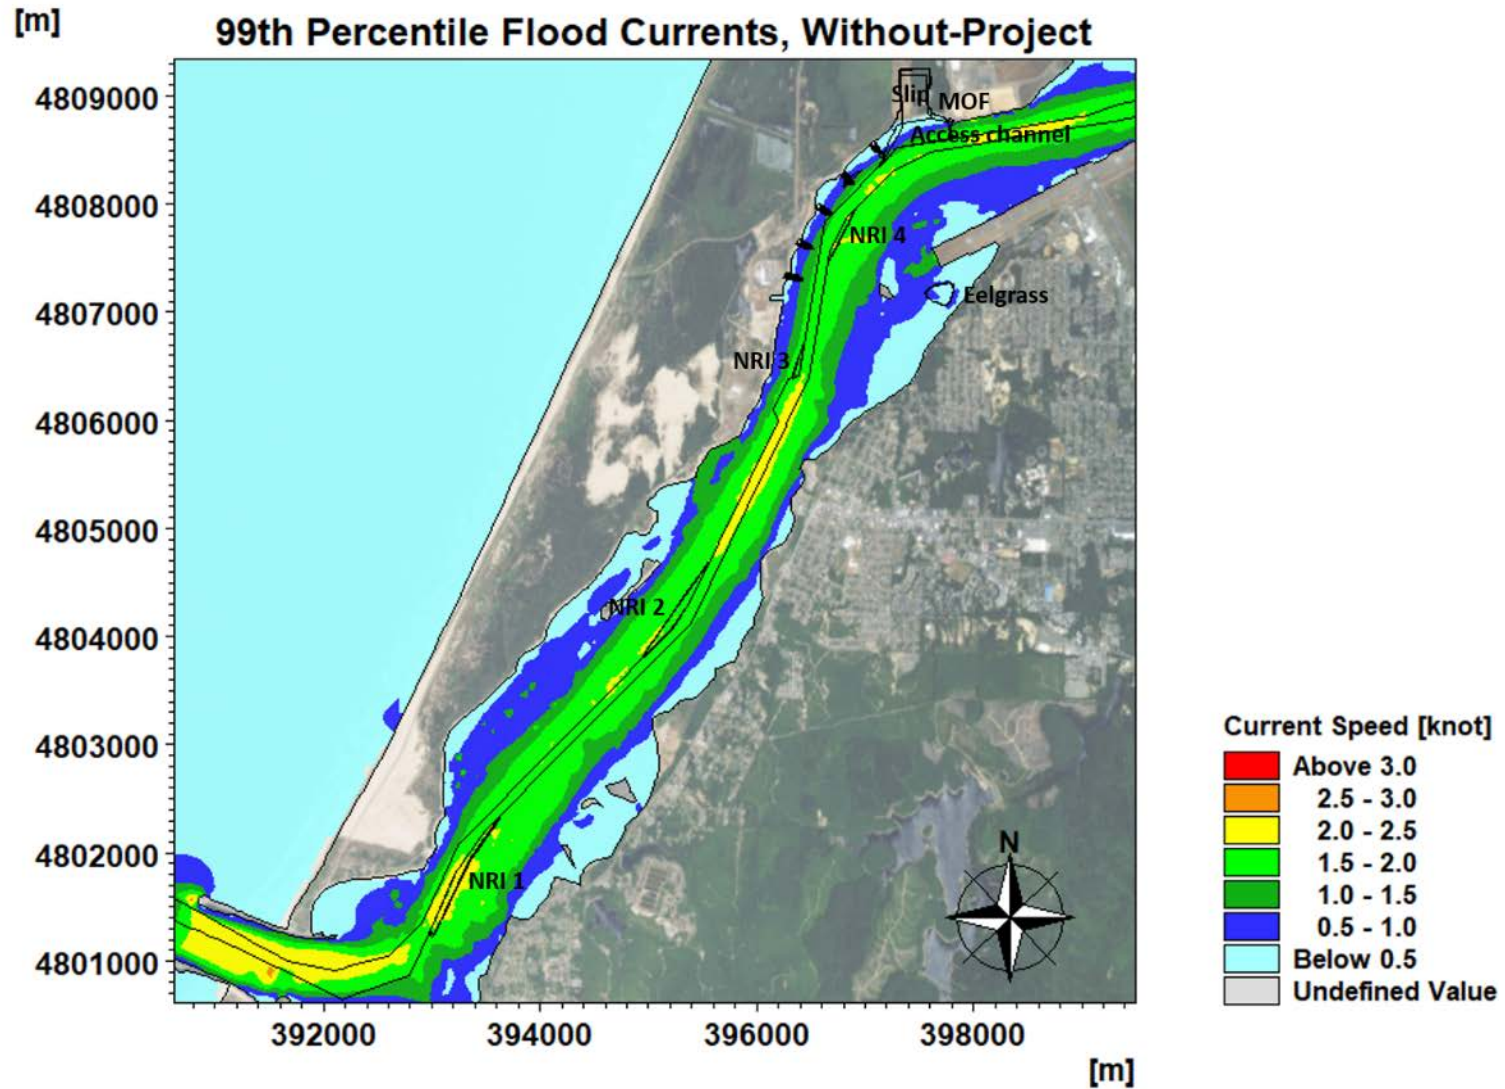 [m]
99th Percentile Flood Currents, Without-Project
4809000
4808000
4807000
4806000
4805000
4804000
4803000
4802000
4801000
Slip
MOF
Access channel
NRI 4
Eelgrass
NRI 3
NRI 2
NRI 1
N
392000
394000
396000
398000
[m]
Current Speed [knot]
Above 3.0
2.5 - 3.0
2.0 - 2.5
1.5 - 2.0
1.0 - 1.5
0.5 - 1.0
Below 0.5
Undefined Value